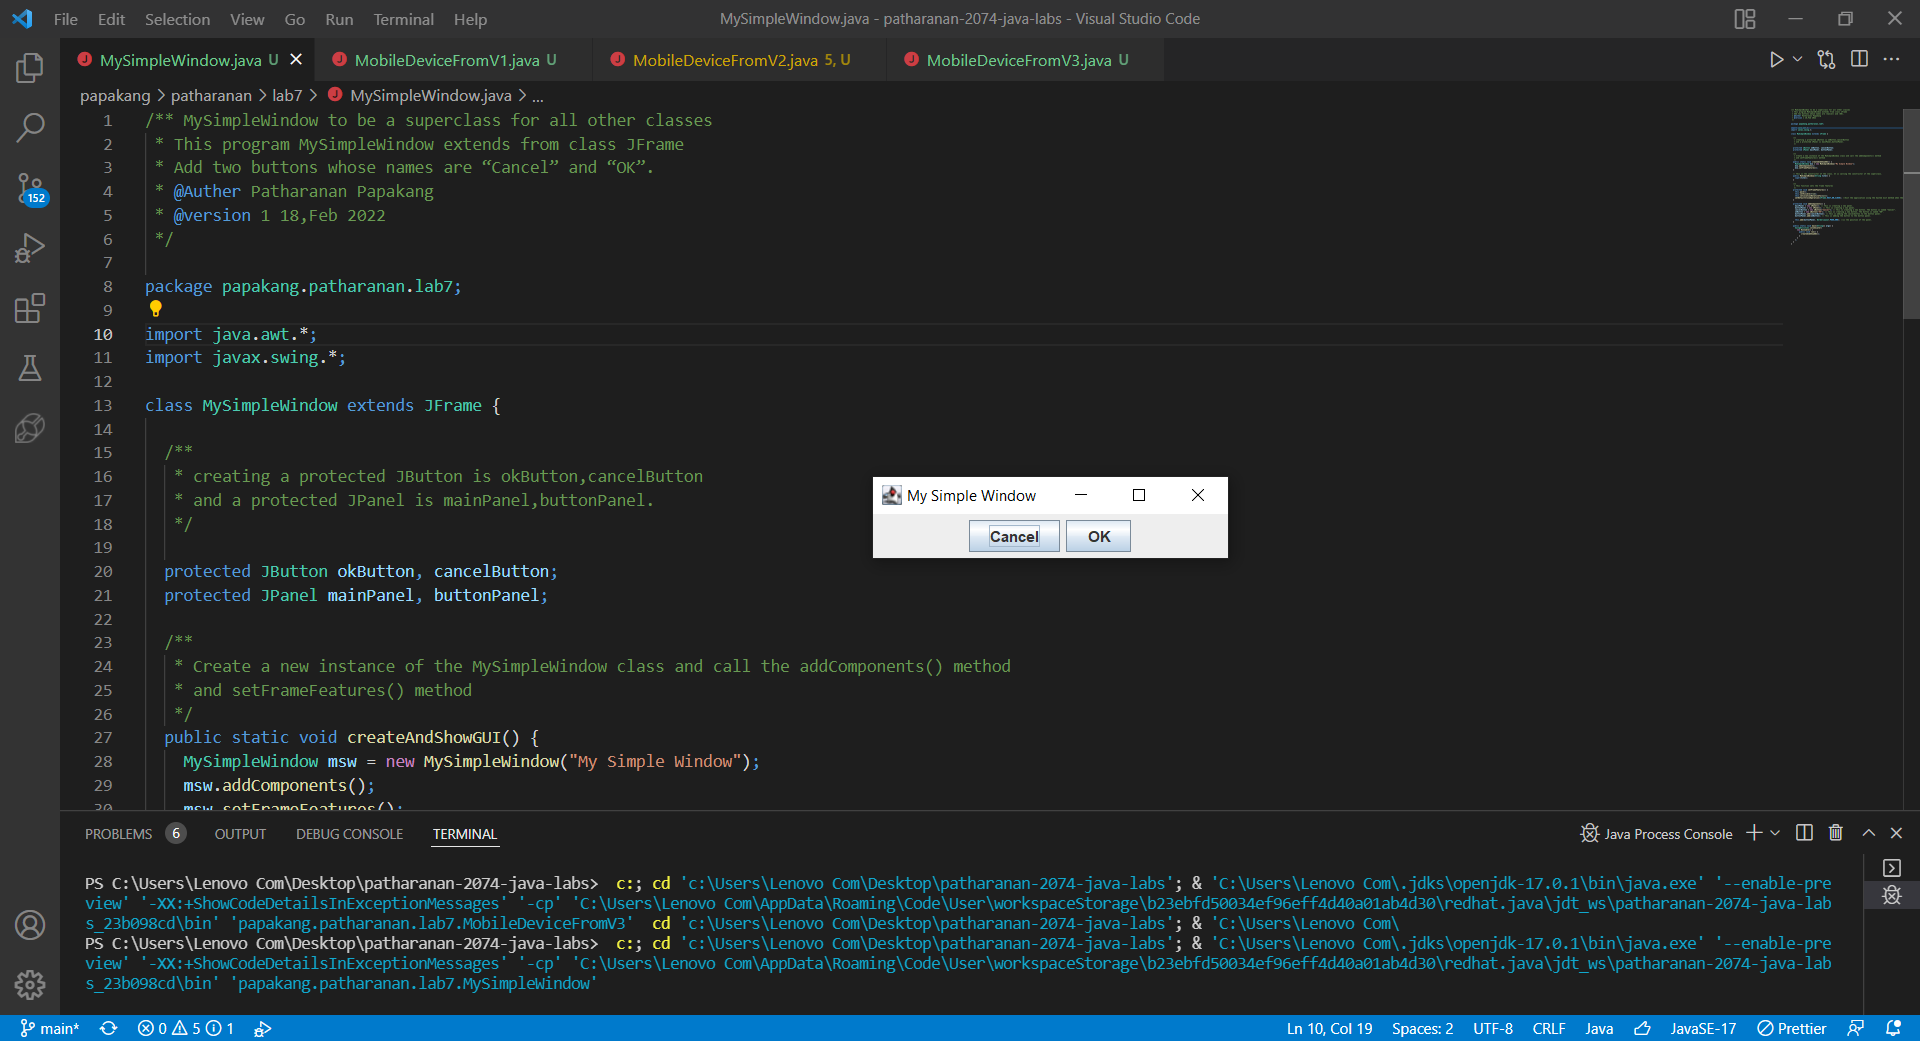 File Edit Selection View Go Run Terminal Help
MySimpleWindow.java - patharanan-2074-java-labs - Visual Studio Code
MySimpleWindow.java U
MobileDeviceFromV1.java U
MobileDeviceFromV2.java 5, U
MobileDeviceFromV3.java U
papakang > patharanan > lab7 > MySimpleWindow.java > ...
1 /** MySimpleWindow to be a superclass for all other classes
2 * This program MySimpleWindow extends from class JFrame
3 * Add two buttons whose names are “Cancel” and “OK”.
4 * @Auther Patharanan Papakang
5 * @version 1 18,Feb 2022
6 */
7
8 package papakang.patharanan.lab7;
9
10 import java.awt.*;
11 import javax.swing.*;
12
13 class MySimpleWindow extends JFrame {
14
15 /**
16 * creating a protected JButton is okButton,cancelButton
17 * and a protected JPanel is mainPanel,buttonPanel.
18 */
19
20 protected JButton okButton, cancelButton;
21 protected JPanel mainPanel, buttonPanel;
22
23 /**
24 * Create a new instance of the MySimpleWindow class and call the addComponents() method
25 * and setFrameFeatures() method
26 */
27 public static void createAndShowGUI() {
28 MySimpleWindow msw = new MySimpleWindow("My Simple Window");
29 msw.addComponents();
30 msw.setFrameFeatures();
My Simple Window
Cancel OK
152
PROBLEMS 6 OUTPUT DEBUG CONSOLE TERMINAL
Java Process Console
PS C:\Users\Lenovo Com\Desktop\patharanan-2074-java-labs> c:; cd 'c:\Users\Lenovo Com\Desktop\patharanan-2074-java-labs'; & 'C:\Users\Lenovo Com\.jdks\openjdk-17.0.1\bin\java.exe' '--enable-pre
view' '-XX:+ShowCodeDetailsInExceptionMessages' '-cp' 'C:\Users\Lenovo Com\AppData\Roaming\Code\User\workspaceStorage\b23ebfd50034ef96eff4d40a01ab4d30\redhat.java\jdt_ws\patharanan-2074-java-lab
s_23b098cd\bin' 'papakang.patharanan.lab7.MobileDeviceFromV3' cd 'c:\Users\Lenovo Com\Desktop\patharanan-2074-java-labs'; & 'C:\Users\Lenovo Com\
PS C:\Users\Lenovo Com\Desktop\patharanan-2074-java-labs> c:; cd 'c:\Users\Lenovo Com\Desktop\patharanan-2074-java-labs'; & 'C:\Users\Lenovo Com\.jdks\openjdk-17.0.1\bin\java.exe' '--enable-pre
view' '-XX:+ShowCodeDetailsInExceptionMessages' '-cp' 'C:\Users\Lenovo Com\AppData\Roaming\Code\User\workspaceStorage\b23ebfd50034ef96eff4d40a01ab4d30\redhat.java\jdt_ws\patharanan-2074-java-lab
s_23b098cd\bin' 'papakang.patharanan.lab7.MySimpleWindow'
main* 0 5 1
Ln 10, Col 19 Spaces: 2 UTF-8 CRLF Java JavaSE-17 Prettier